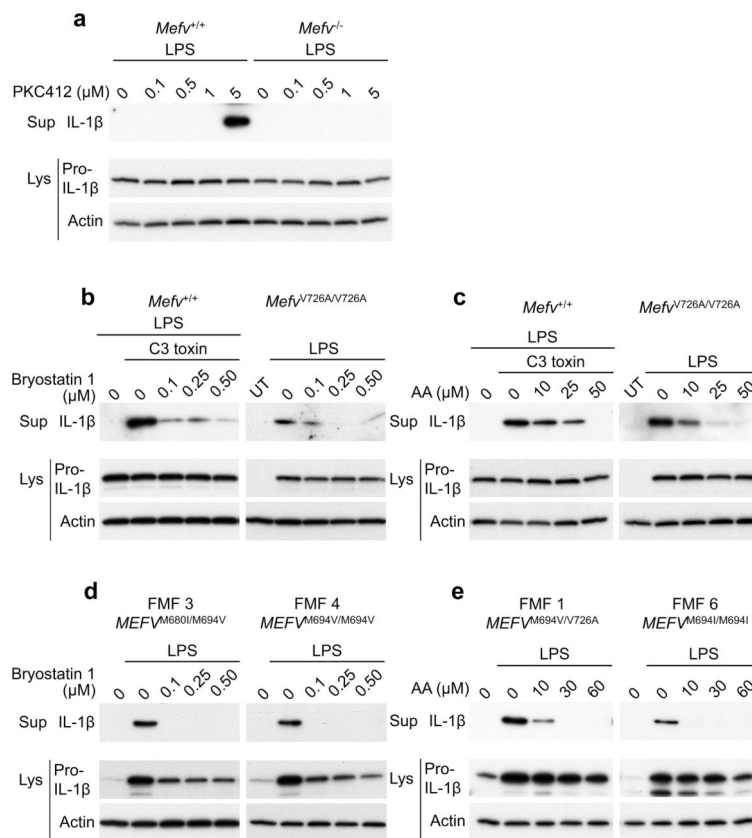 a
Mefv+/+ Mefv-/-
LPS LPS
PKC412 (µM) 0 0.1 0.5 1 5 0 0.1 0.5 1 5
Sup IL-1β
Lys Pro-
IL-1β
Actin
b
Mefv+/+ MefvV726A/V726A
LPS
C3 toxin LPS
Bryostatin 1
(µM) 0 0 0.1 0.25 0.50 UT 0 0.1 0.25 0.50
Sup IL-1β
Lys Pro-
IL-1β
Actin
c
Mefv+/+ MefvV726A/V726A
LPS
C3 toxin LPS
AA (µM) 0 0 10 25 50 UT 0 10 25 50
Sup IL-1β
Lys Pro-
IL-1β
Actin
d
FMF 3 FMF 4
MEFVM680I/M694V MEFVM694V/M694V
LPS LPS
Bryostatin 1
(µM) 0 0 0.1 0.25 0.50 0 0 0.1 0.25 0.50
Sup IL-1β
Lys Pro-
IL-1β
Actin
e
FMF 1 FMF 6
MEFVM694V/V726A MEFVM694I/M694I
LPS LPS
AA (µM) 0 0 10 30 60 0 0 10 30 60
Sup IL-1β
Lys Pro-
IL-1β
Actin